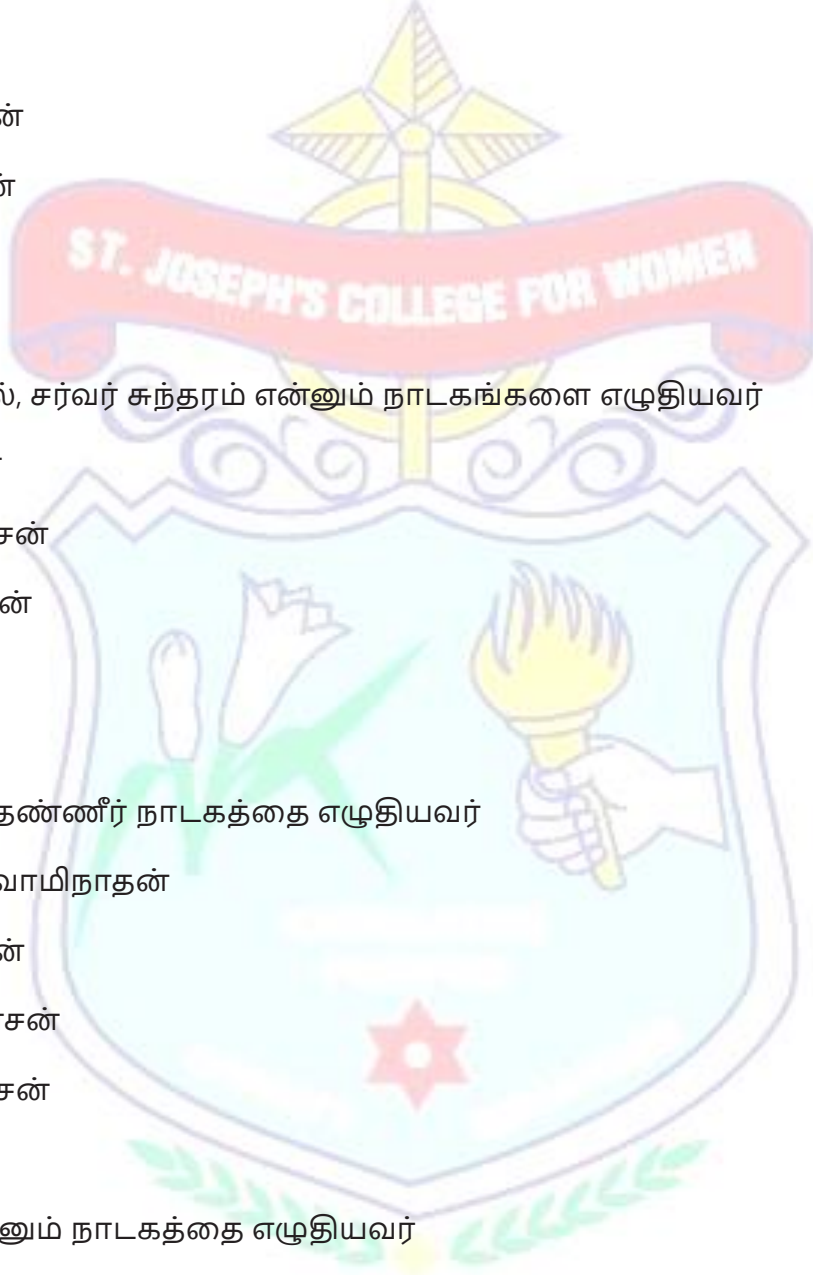 ன்
ன்
ST. JOSEPH'S COLLEGE FOR WOMEN
ல், சர்வர் சுந்தரம் என்னும் நாடகங்களை எழுதியவர்
சன்
ன்
தண்ணீர் நாடகத்தை எழுதியவர்
வாமிநாதன்
ன்
சன்
சன்
னும் நாடகத்தை எழுதியவர்